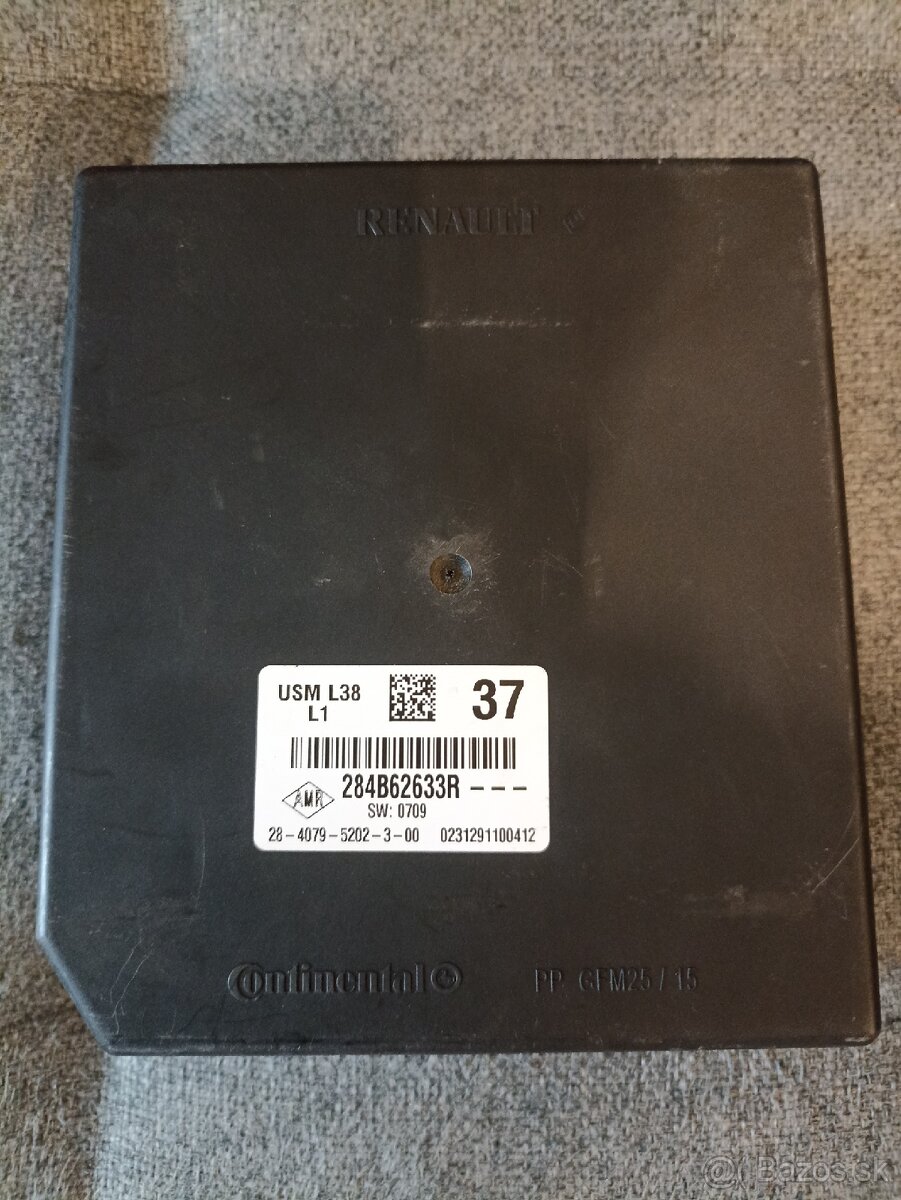 RENAULT
USM L38
L1
37
AMR
284B62633R ---
SW: 0709
28-4079-5202-3-00 0231291100412
Continental
PP GFM25 / 15
Bazos.sk